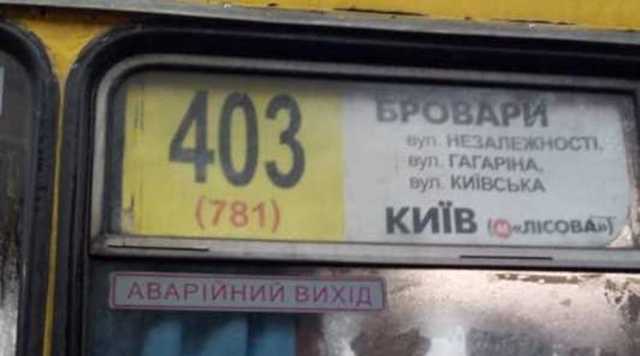 403
(781)
БРОВАРИ
вул. НЕЗАЛЕЖНОСТІ,
вул. ГАГАРІНА,
вул. КИЇВСЬКА
КИЇВ (М«ЛІСОВА»)
АВАРІЙНИЙ ВИХІД